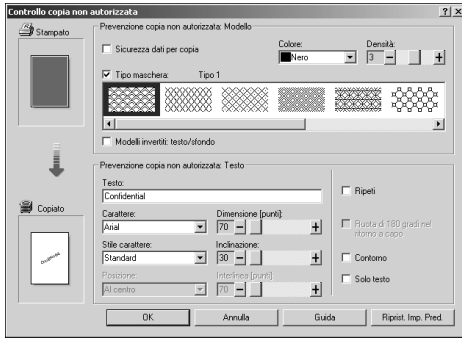 Controllo copia non autorizzata
Stampato
Prevenzione copia non autorizzata: Modello
Sicurezza dati per copia
Colore:
Nero
Densità:
3
Tipo maschera: Tipo 1
Modelli invertiti: testo/sfondo
Prevenzione copia non autorizzata: Testo
Copiato
Testo:
Confidential
Carattere:
Arial
Dimensione [punti]:
70
Stile carattere:
Standard
Inclinazione:
30
Posizione:
Al centro
Interlinea [punti]
70
Ripeti
Ruota di 180 gradi nel
ritorno a capo
Contorno
Solo testo
OK
Annulla
Guida
Riprist. Imp. Pred.